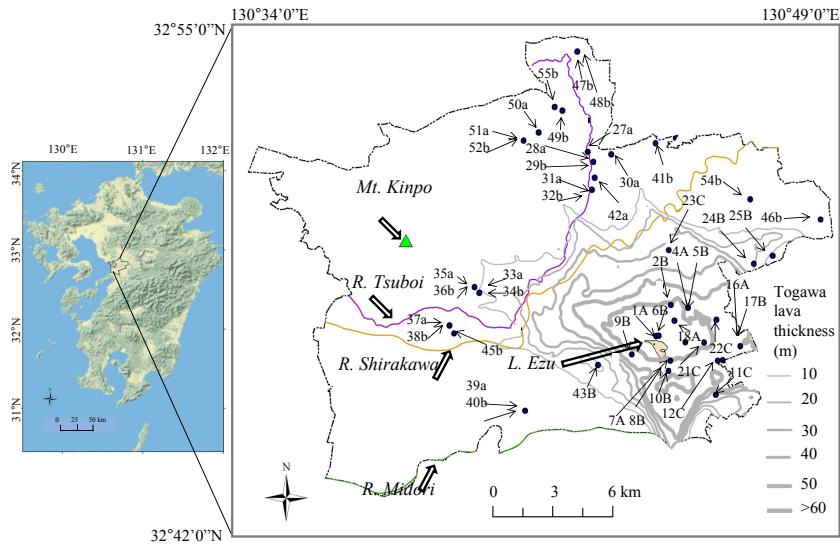 130°34'0"E
130°49'0"E
32°55'0"N
32°42'0"N
130°E
131°E
132°E
34°N
33°N
32°N
31°N
0 25 50 km
Mt. Kinpo
R. Tsuboi
R. Shirakawa
R. Midori
L. Ezu
55b
47b
48b
50a
49b
51a
52b
27a
28a
29b
31a
32b
30a
42a
41b
54b
23C
24B
25B
46b
35a
36b
33a
34b
2B
4A
5B
16A
17B
37a
38b
45b
1A
6B
9B
18A
22C
21C
11C
43B
10B
12C
7A
8B
39a
40b
Togawa
lava
thickness
(m)
10
20
30
40
50
>60
N
0 3 6 km